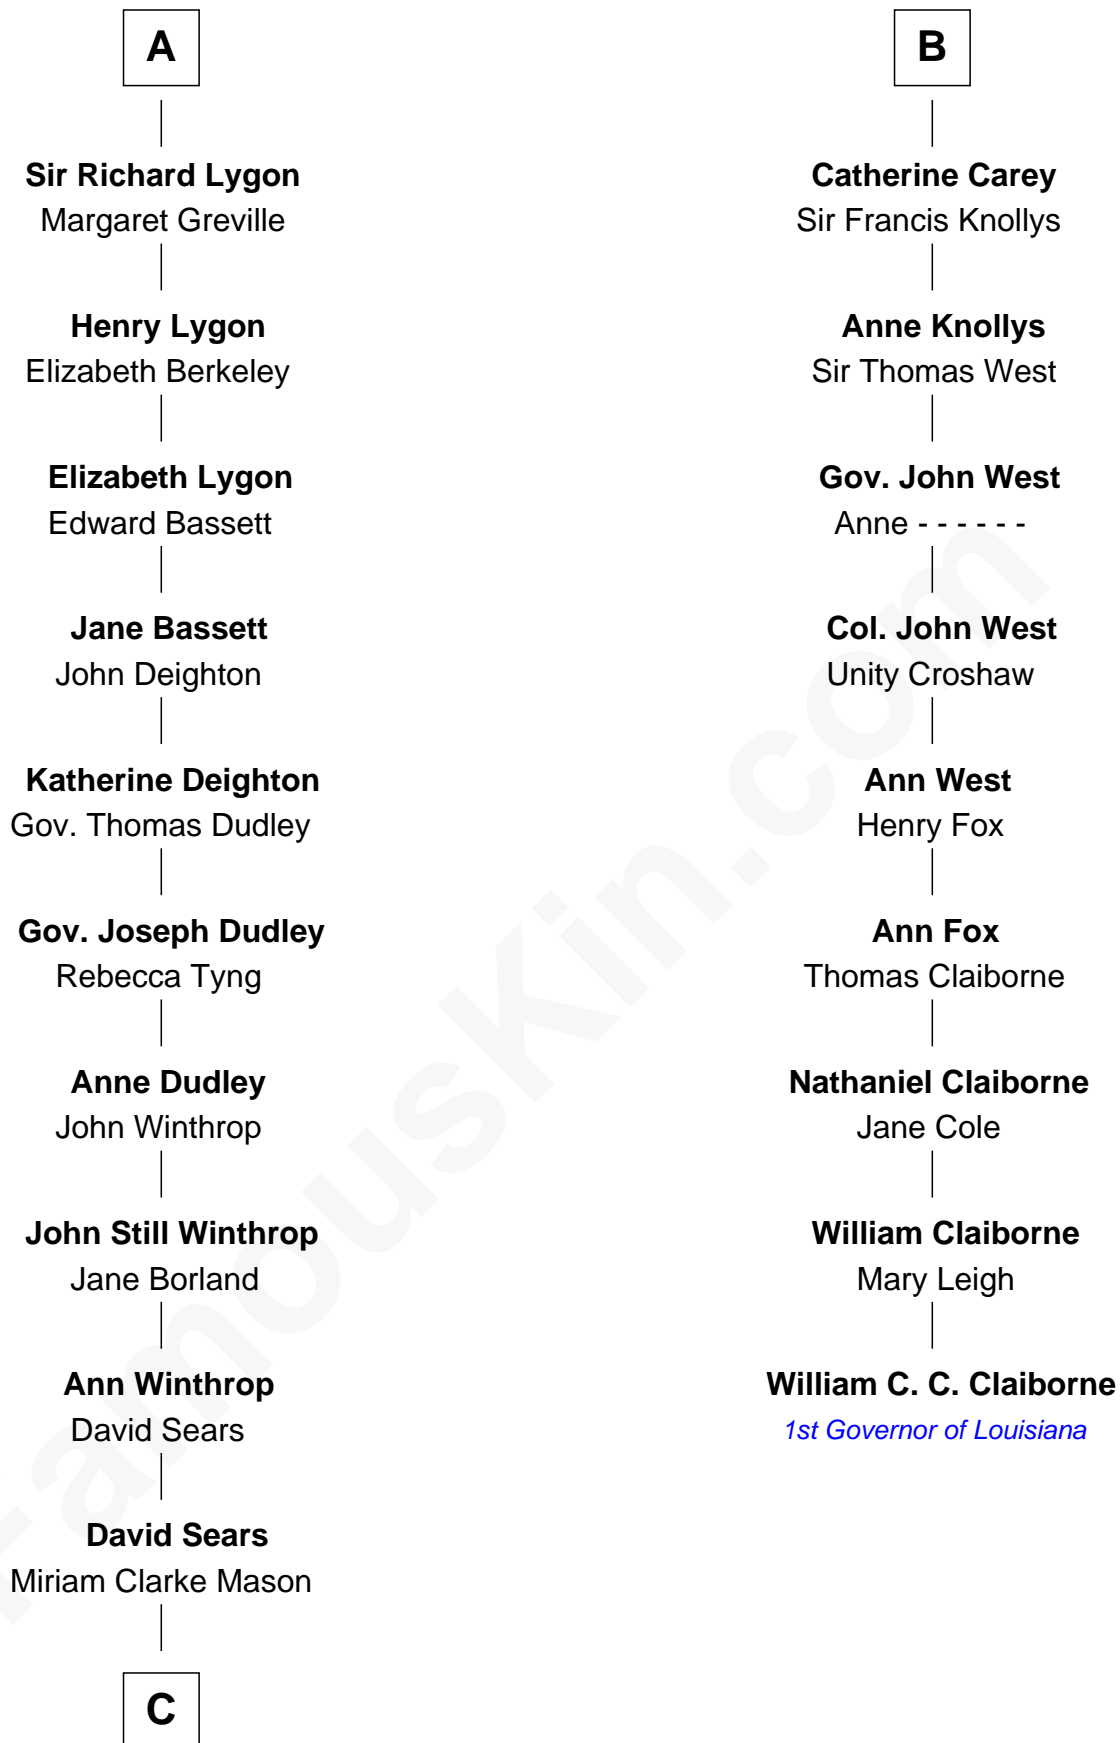 A
Sir Richard Lygon
Margaret Greville
Henry Lygon
Elizabeth Berkeley
Elizabeth Lygon
Edward Bassett
Jane Bassett
John Deighton
Katherine Deighton
Gov. Thomas Dudley
Gov. Joseph Dudley
Rebecca Tyng
Anne Dudley
John Winthrop
John Still Winthrop
Jane Borland
Ann Winthrop
David Sears
David Sears
Miriam Clarke Mason
C
B
Catherine Carey
Sir Francis Knollys
Anne Knollys
Sir Thomas West
Gov. John West
Anne - - - - - -
Col. John West
Unity Croshaw
Ann West
Henry Fox
Ann Fox
Thomas Claiborne
Nathaniel Claiborne
Jane Cole
William Claiborne
Mary Leigh
William C. C. Claiborne
1st Governor of Louisiana
FamousKin.com